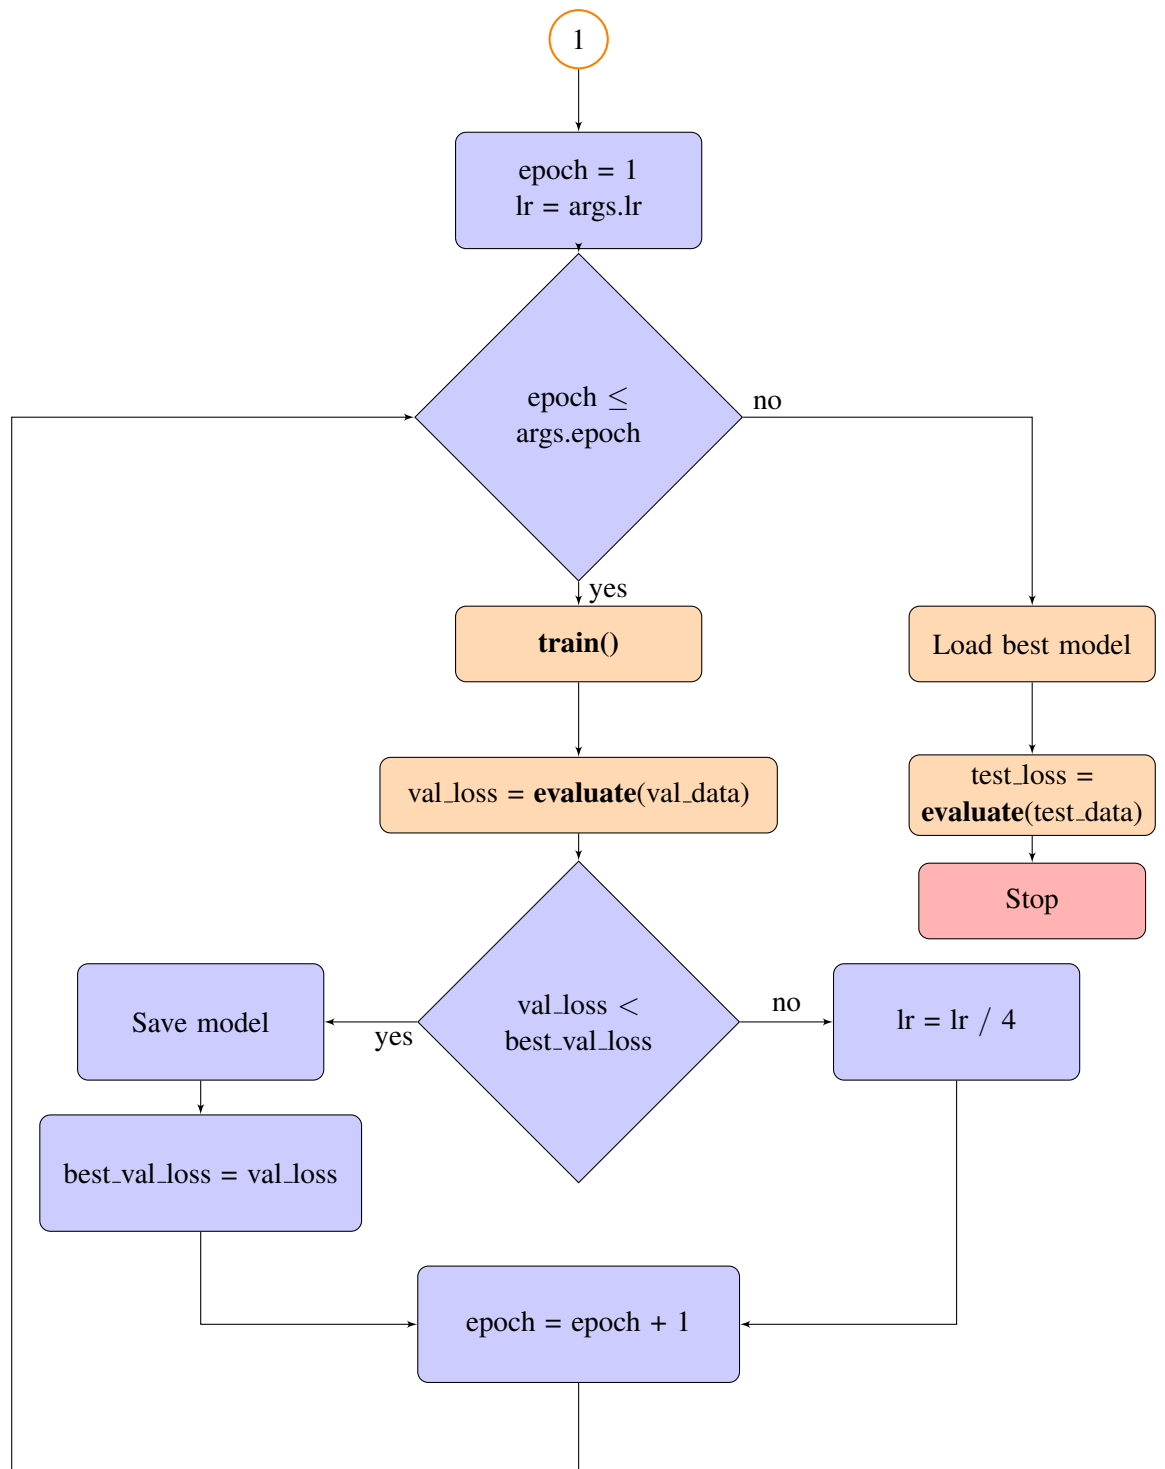 1
epoch = 1
lr = args.lr
epoch ≤
args.epoch
no
yes
train()
Load best model
val_loss = evaluate(val_data)
test_loss =
evaluate(test_data)
Stop
val_loss <
best_val_loss
yes
no
Save model
lr = lr / 4
best_val_loss = val_loss
epoch = epoch + 1